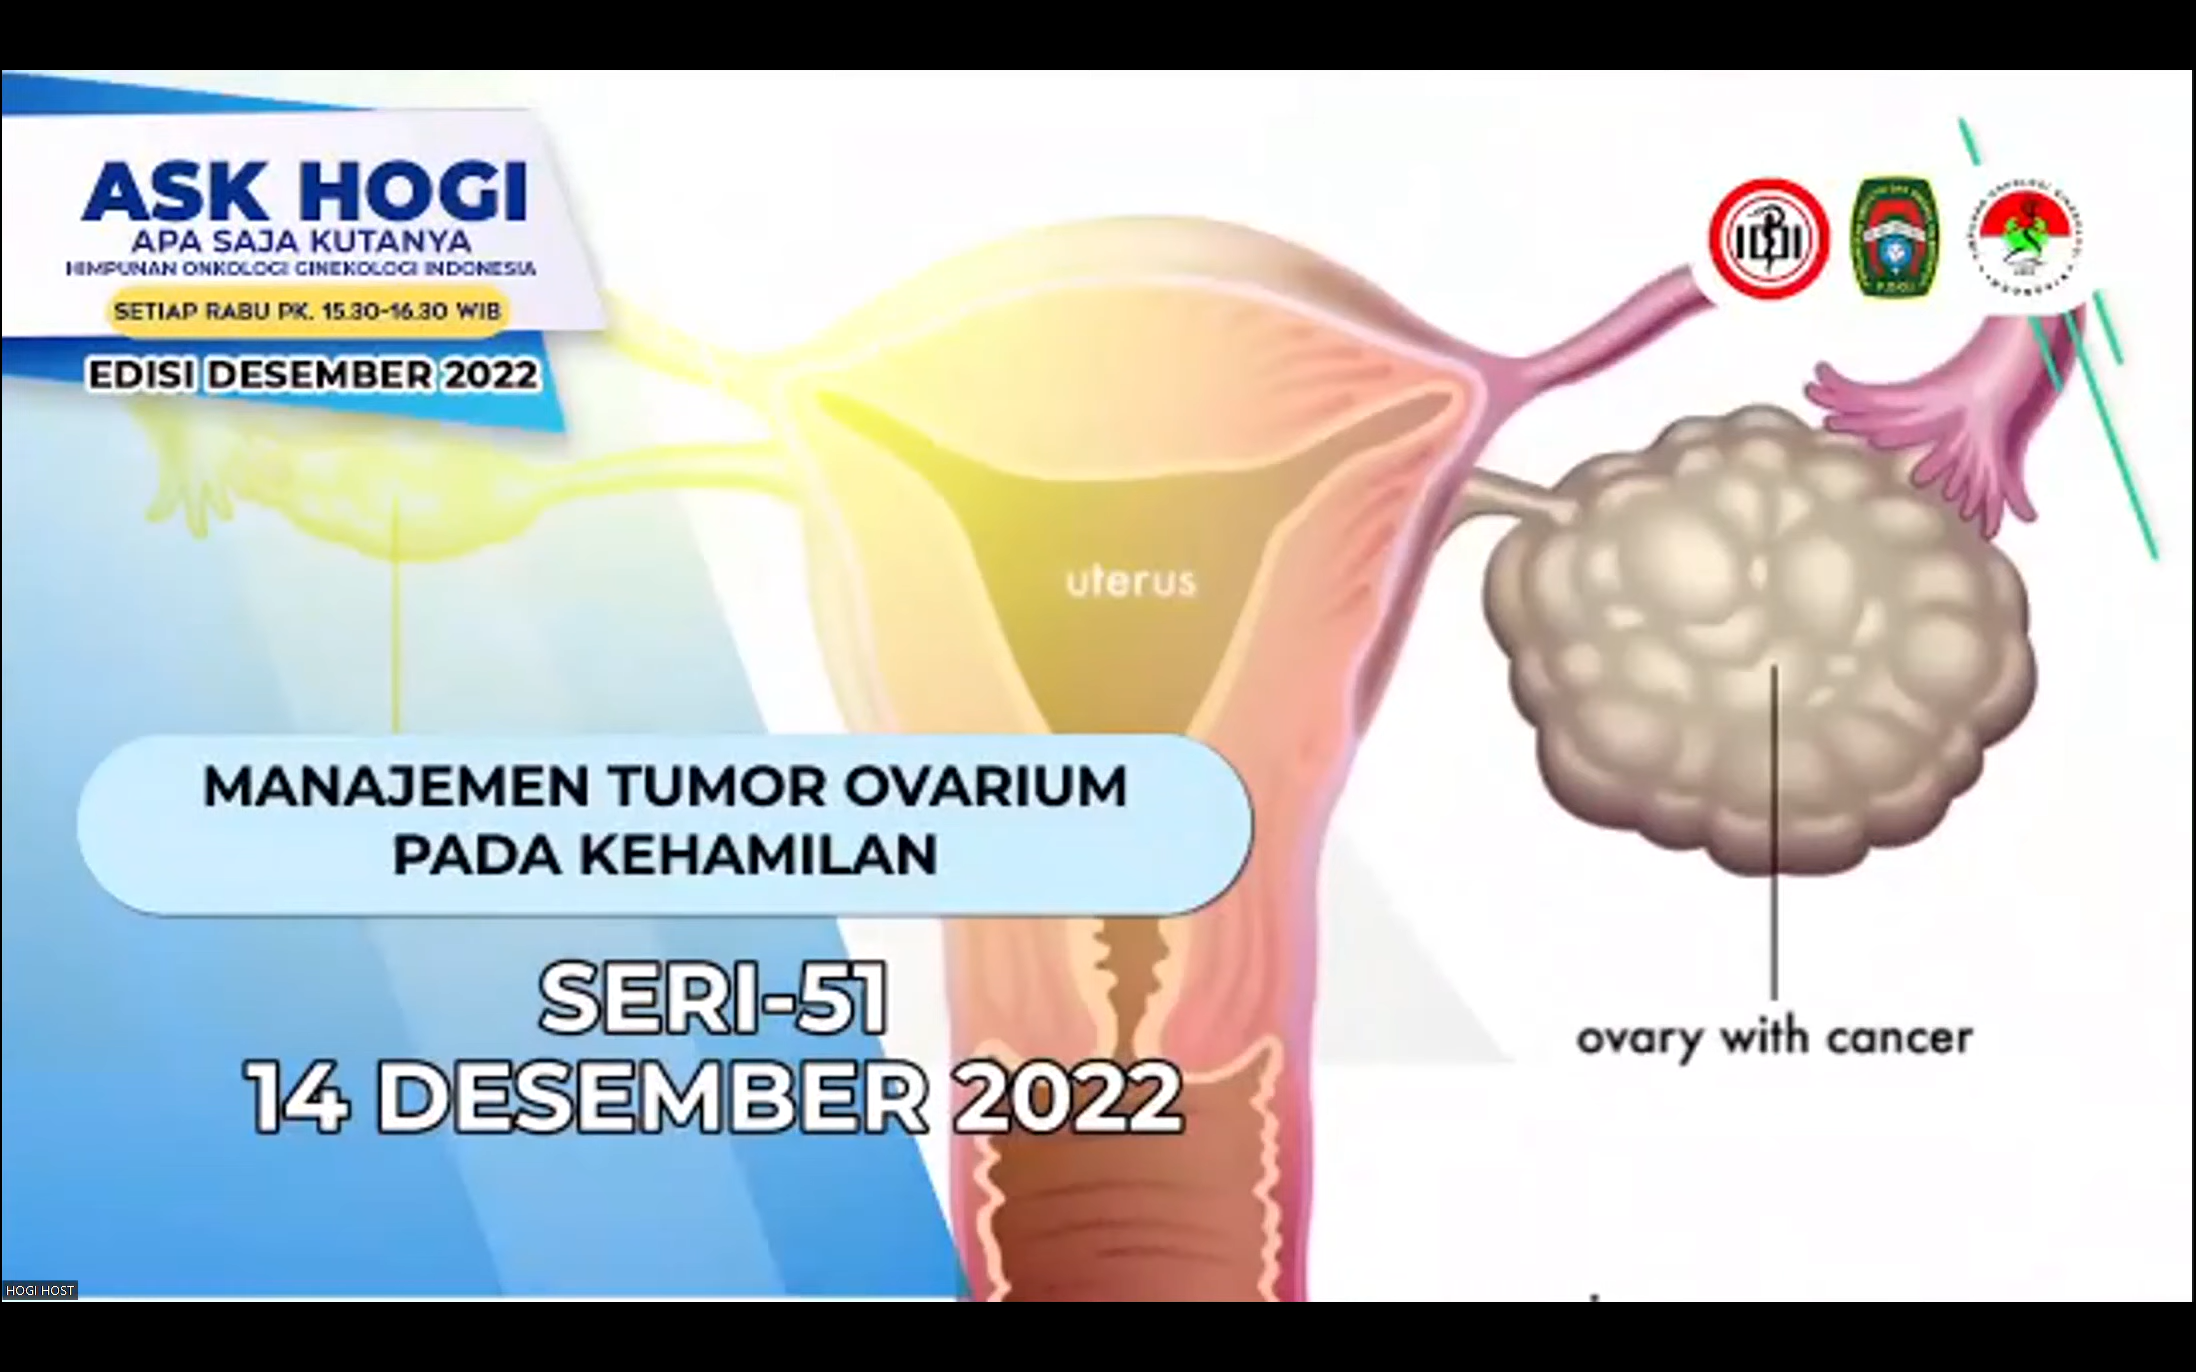 ASK HOGI
APA SAJA KUTANYA
HIMPUNAN ONKOLOGI GINEKOLOGI INDONESIA
SETIAP RABU PK. 15.30-16.30 WIB
EDISI DESEMBER 2022
IDI
uterus
MANAJEMEN TUMOR OVARIUM
PADA KEHAMILAN
SERI-51
14 DESEMBER 2022
ovary with cancer
HOGI HOST